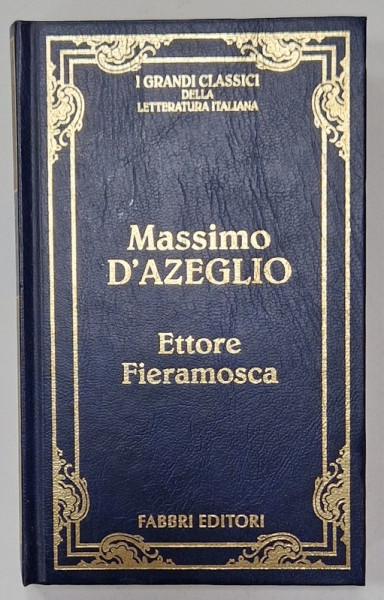 I GRANDI CLASSICI
DELLA
LETTERATURA ITALIANA
Massimo
D'AZEGLIO
Ettore
Fieramosca
FABBRI EDITORI